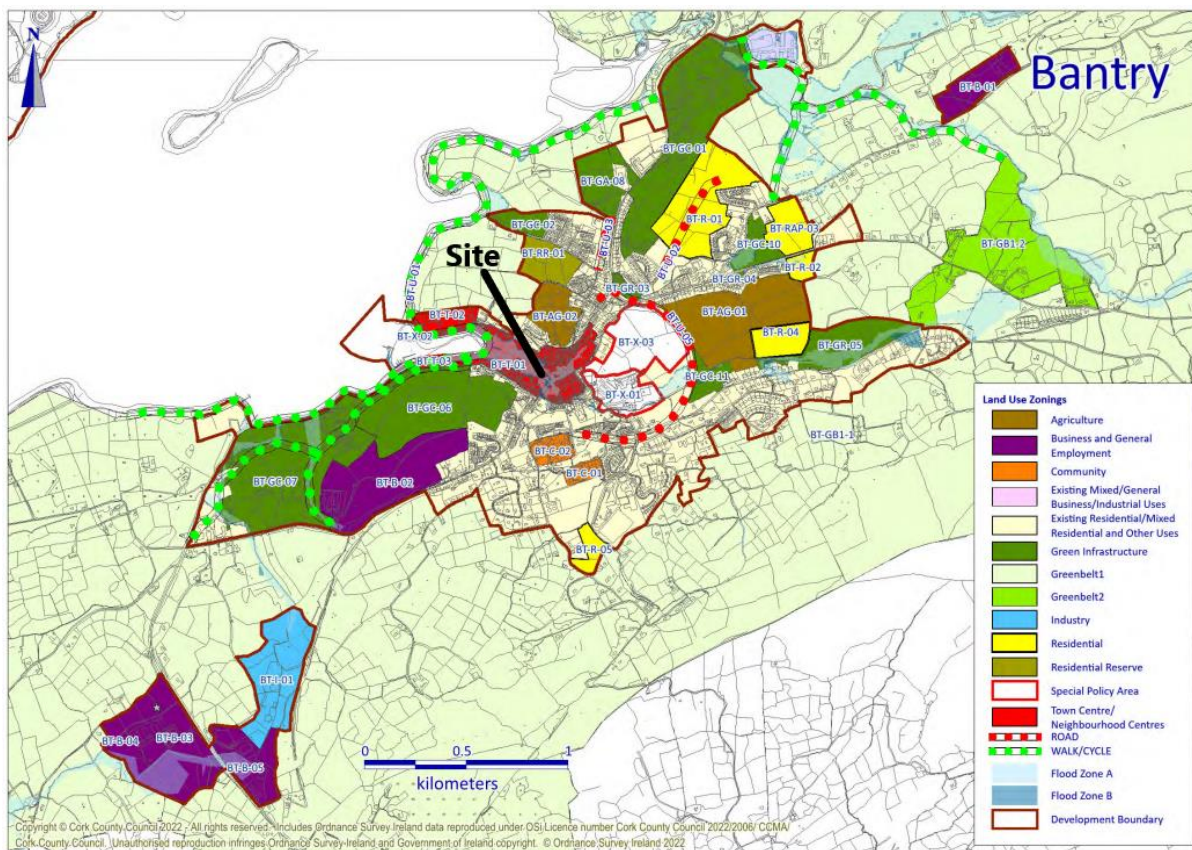 N
Bantry
BT-B-01
BT-GC-01
BT-GA-08
BT-R-01
BT-GC-02
BT-U-03
BT-RAP-03
BT-GC-10
BT-GB1-2
Site
BT-RR-01
BT-U-02
BT-R-02
BT-U-01
BT-GR-03
BT-GR-04
BT-AG-02
BT-AG-01
BT-T-02
BT-U-05
BT-X-02
BT-X-03
BT-R-04
BT-GR-05
BT-T-03
BT-T-01
BT-GC-11
BT-X-01
BT-GC-06
BT-GB1-1
BT-C-02
BT-C-01
BT-GC-07
BT-B-02
BT-R-05
BT-I-01
BT-B-04
BT-B-03
BT-B-05
0 0.5 1
kilometers
Land Use Zonings
Agriculture
Business and General
Employment
Community
Existing Mixed/General
Business/Industrial Uses
Existing Residential/Mixed
Residential and Other Uses
Green Infrastructure
Greenbelt1
Greenbelt2
Industry
Residential
Residential Reserve
Special Policy Area
Town Centre/
Neighbourhood Centres
ROAD
WALK/CYCLE
Flood Zone A
Flood Zone B
Development Boundary
Copyright © Cork County Council 2022 - All rights reserved. Includes Ordnance Survey Ireland data reproduced under OSi Licence number Cork County Council 2022/2006/ CCMA/
Cork County Council. Unauthorised reproduction infringes Ordnance Survey Ireland and Government of Ireland copyright. © Ordnance Survey Ireland 2022